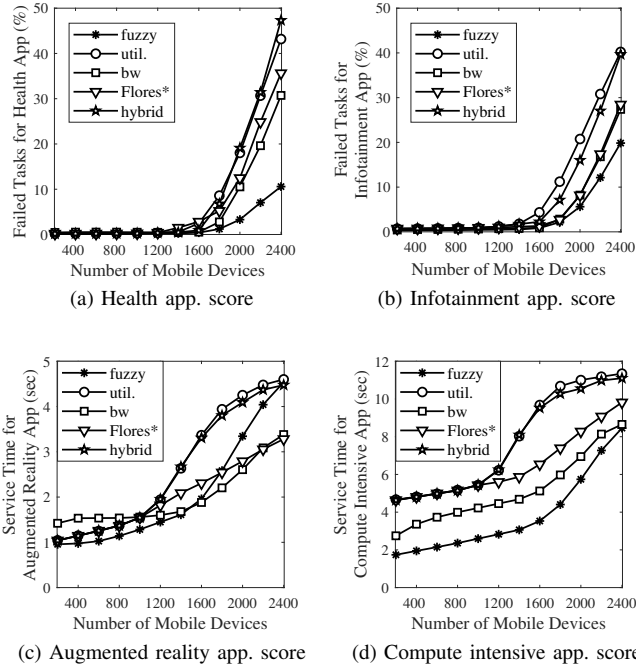 Failed Tasks for Health App (%)
50
40
30
20
10
0
fuzzy
util.
bw
Flores*
hybrid
400 800 1200 1600 2000 2400
Number of Mobile Devices
(a) Health app. score
Failed Tasks for
Infotainment App (%)
50
40
30
20
10
0
fuzzy
util.
bw
Flores*
hybrid
400 800 1200 1600 2000 2400
Number of Mobile Devices
(b) Infotainment app. score
Service Time for
Augmented Reality App (sec)
5
4
3
2
1
0
fuzzy
util.
bw
Flores*
hybrid
400 800 1200 1600 2000 2400
Number of Mobile Devices
(c) Augmented reality app. score
Service Time for
Compute Intensive App (sec)
12
10
8
6
4
2
0
fuzzy
util.
bw
Flores*
hybrid
400 800 1200 1600 2000 2400
Number of Mobile Devices
(d) Compute intensive app. score